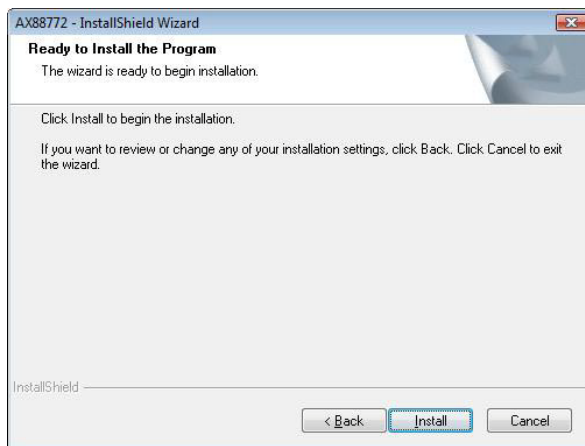 AX88772 - InstallShield Wizard
Ready to Install the Program
The wizard is ready to begin installation.
Click Install to begin the installation.
If you want to review or change any of your installation settings, click Back. Click Cancel to exit
the wizard.
InstallShield
< Back
Install
Cancel